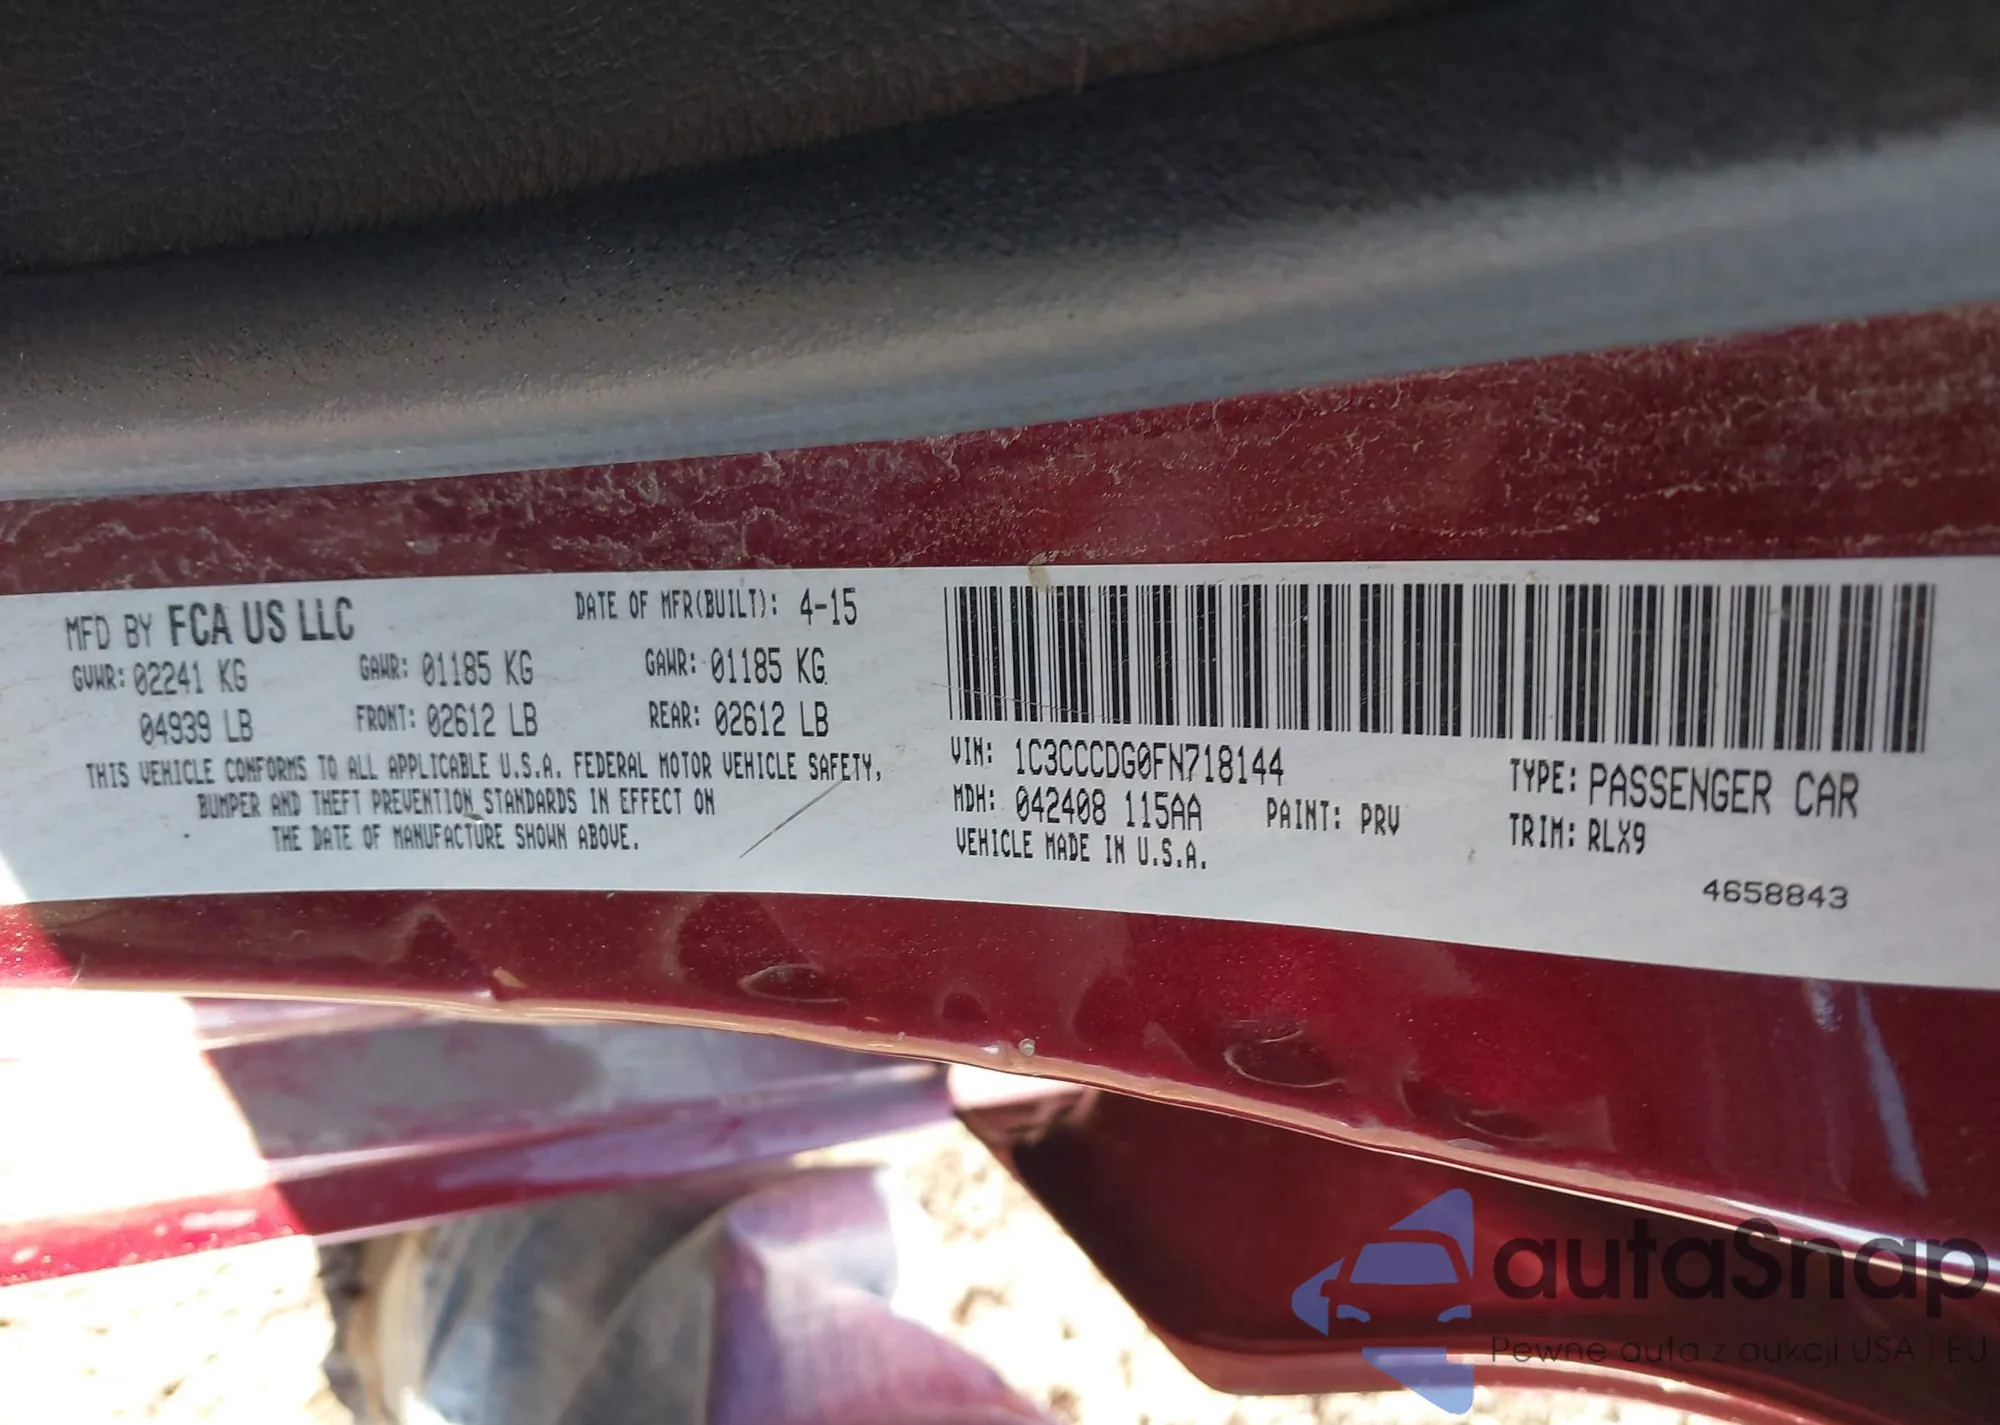 MFD BY FCA US LLC DATE OF MFR(BUILT): 4-15
GVWR: 02241 KG GAWR: 01185 KG GAWR: 01185 KG
04939 LB FRONT: 02612 LB REAR: 02612 LB
THIS VEHICLE CONFORMS TO ALL APPLICABLE U.S.A. FEDERAL MOTOR VEHICLE SAFETY,
BUMPER AND THEFT PREVENTION STANDARDS IN EFFECT ON
THE DATE OF MANUFACTURE SHOWN ABOVE.
VIN: 1C3CCCDG0FN718144 TYPE: PASSENGER CAR
MDH: 042408 115AA PAINT: PRV TRIM: RLX9
VEHICLE MADE IN U.S.A.
4658843
autaSnap
Pewne auta z aukcji USA i EU